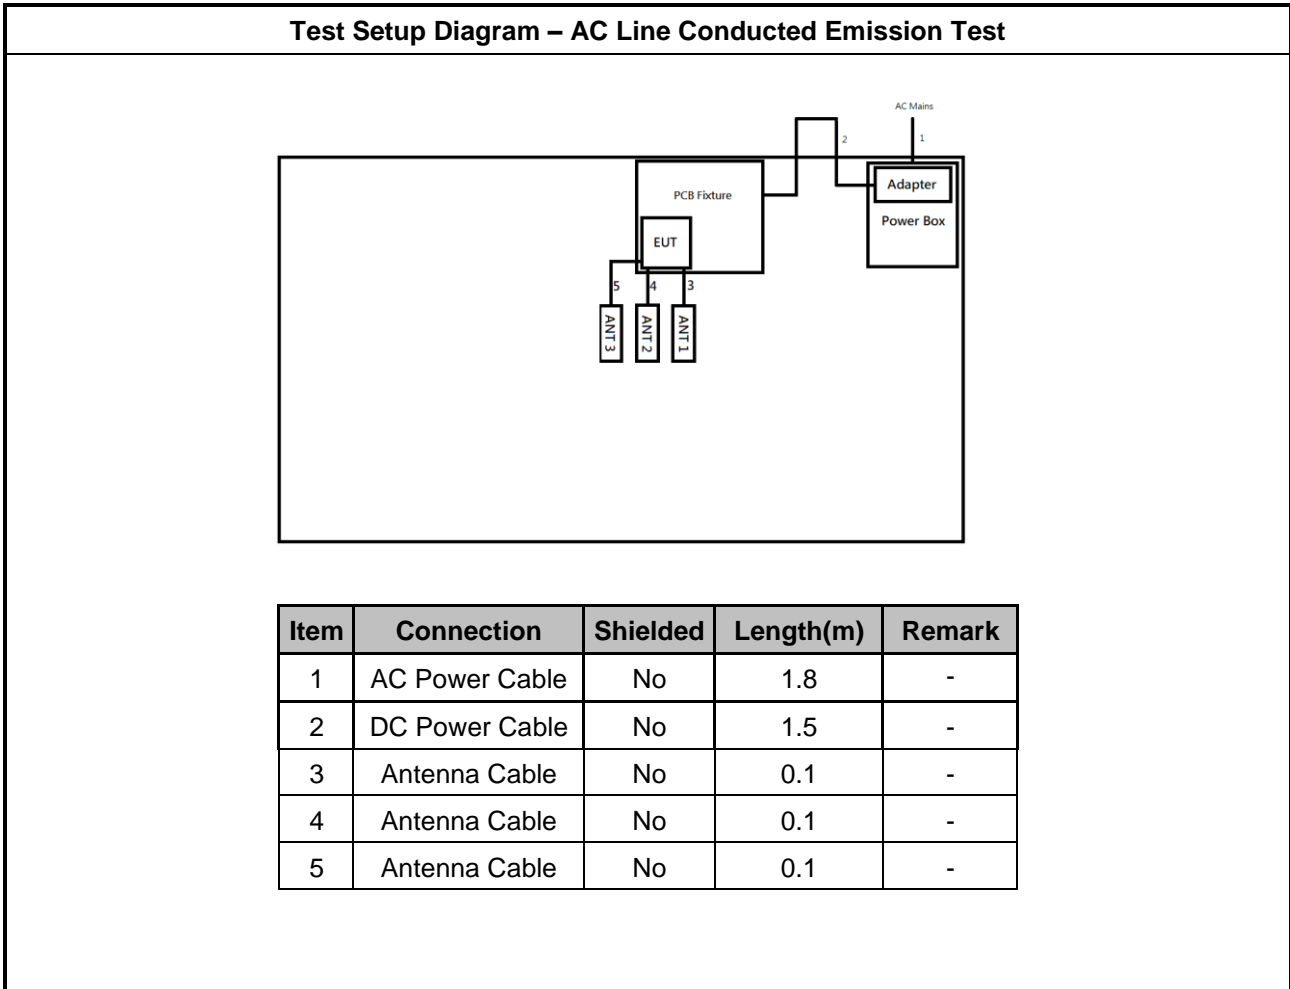 Test Setup Diagram – AC Line Conducted Emission Test
AC Mains
2
1
PCB Fixture
Adapter
Power Box
EUT
5
4
3
ANT 3
ANT 2
ANT 1
Item Connection Shielded Length(m) Remark
1 AC Power Cable No 1.8 -
2 DC Power Cable No 1.5 -
3 Antenna Cable No 0.1 -
4 Antenna Cable No 0.1 -
5 Antenna Cable No 0.1 -